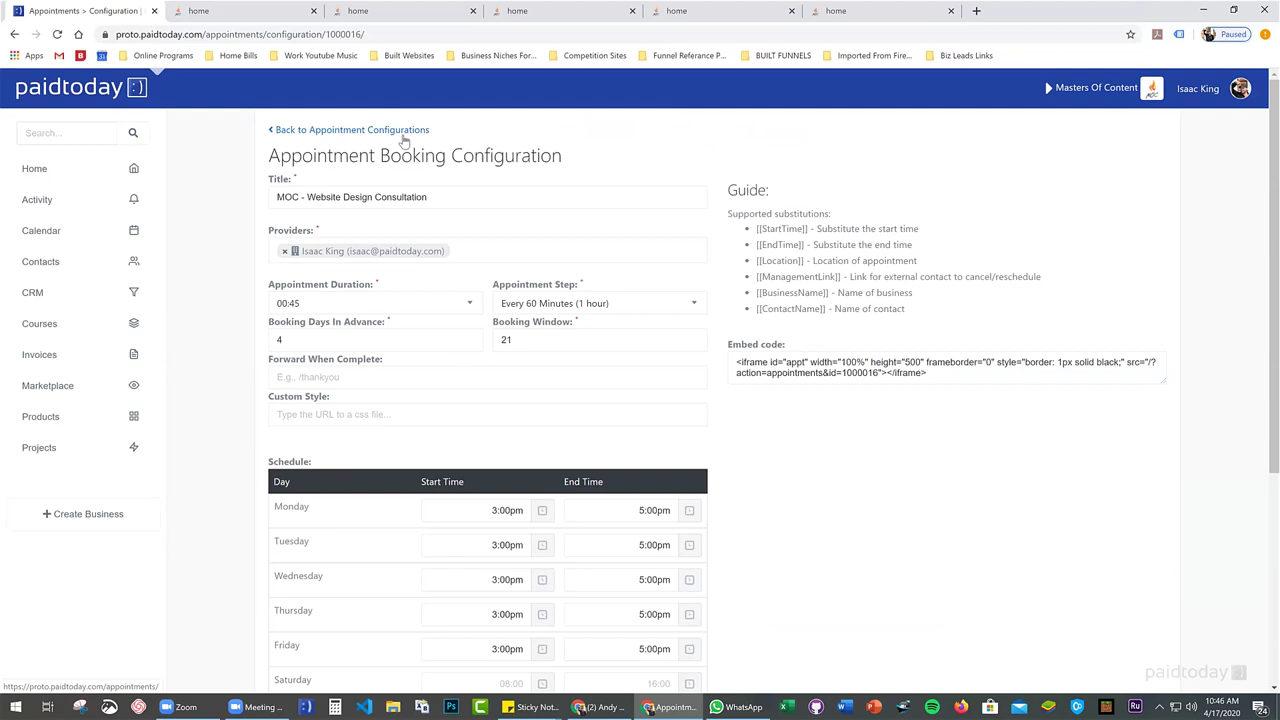 Appointments > Configuration |
home
home
home
home
home
proto.paidtoday.com/appointments/configuration/1000016/
Paused
Apps
Online Programs
Home Bills
Work Youtube Music
Built Websites
Business Niches For...
Competition Sites
Funnel Referance P...
BUILT FUNNELS
Imported From Fire...
Biz Leads Links
paidtoday :)
Masters Of Content
MOC
Isaac King
Search...
Home
Activity
Calendar
Contacts
CRM
Courses
Invoices
Marketplace
Products
Projects
+ Create Business
Back to Appointment Configurations
Appointment Booking Configuration
Title: *
MOC - Website Design Consultation
Providers: *
× Isaac King (isaac@paidtoday.com)
Appointment Duration: *
Appointment Step: *
00:45
Every 60 Minutes (1 hour)
Booking Days In Advance: *
Booking Window: *
4
21
Forward When Complete:
E.g., /thankyou
Custom Style:
Type the URL to a css file...
Schedule:
Day Start Time End Time
Monday 3:00pm 5:00pm
Tuesday 3:00pm 5:00pm
Wednesday 3:00pm 5:00pm
Thursday 3:00pm 5:00pm
Friday 3:00pm 5:00pm
Saturday 08:00 16:00
Guide:
Supported substitutions:
[[StartTime]] - Substitute the start time
[[EndTime]] - Substitute the end time
[[Location]] - Location of appointment
[[ManagementLink]] - Link for external contact to cancel/reschedule
[[BusinessName]] - Name of business
[[ContactName]] - Name of contact
Embed code:
<iframe id="appt" width="100%" height="500" frameborder="0" style="border: 1px solid black;" src="/?
action=appointments&id=1000016"></iframe>
paidtoday :)
https://proto.paidtoday.com/appointments/
Zoom
Meeting ...
Sticky Not...
(2) Andy ...
Appointm...
WhatsApp
10:46 AM
4/17/2020